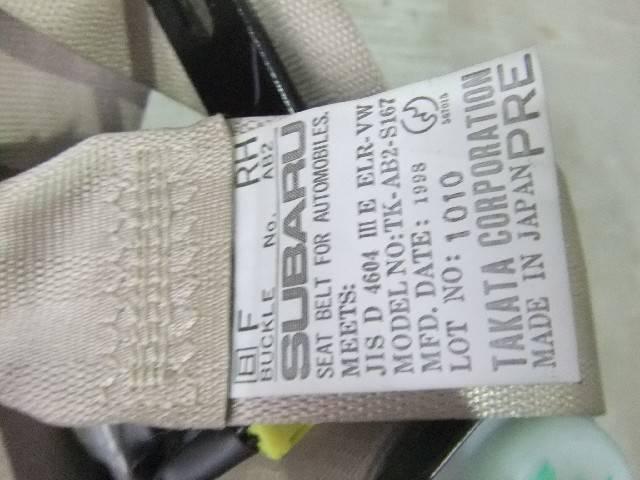 日 F RH
BUCKLE No. AB2
SUBARU
SEAT BELT FOR AUTOMOBILES.
MEETS:
JIS D 4604 III E ELR-VW
MODEL NO:TK-AB2-S167
MFD. DATE: 1998
LOT NO: 1010
TAKATA CORPORATION
MADE IN JAPAN PRE